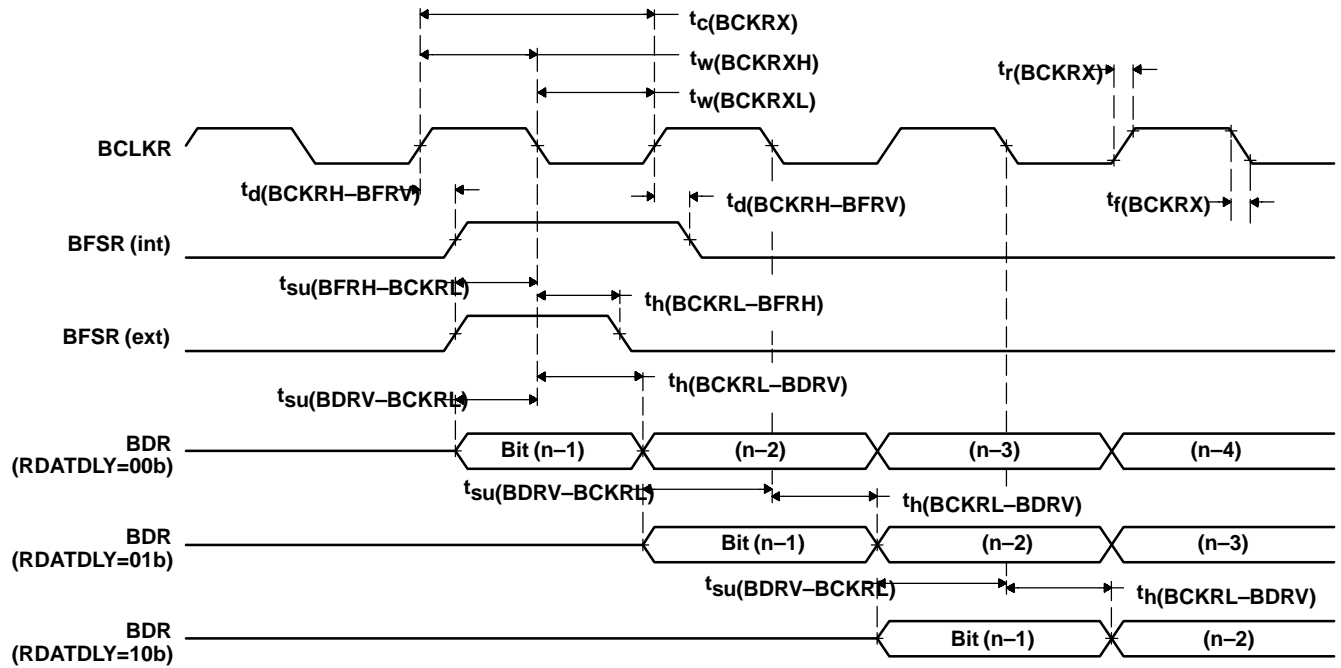 tc(BCKRX)
tw(BCKRXH)
tr(BCKRX)
tw(BCKRXL)
BCLKR
td(BCKRH–BFRV)
td(BCKRH–BFRV)
tf(BCKRX)
BFSR (int)
tsu(BFRH–BCKRL)
th(BCKRL–BFRH)
BFSR (ext)
th(BCKRL–BDRV)
tsu(BDRV–BCKRL)
BDR
(RDATDLY=00b)
Bit (n–1)
(n–2)
(n–3)
(n–4)
tsu(BDRV–BCKRL)
th(BCKRL–BDRV)
BDR
(RDATDLY=01b)
Bit (n–1)
(n–2)
(n–3)
tsu(BDRV–BCKRL)
th(BCKRL–BDRV)
BDR
(RDATDLY=10b)
Bit (n–1)
(n–2)